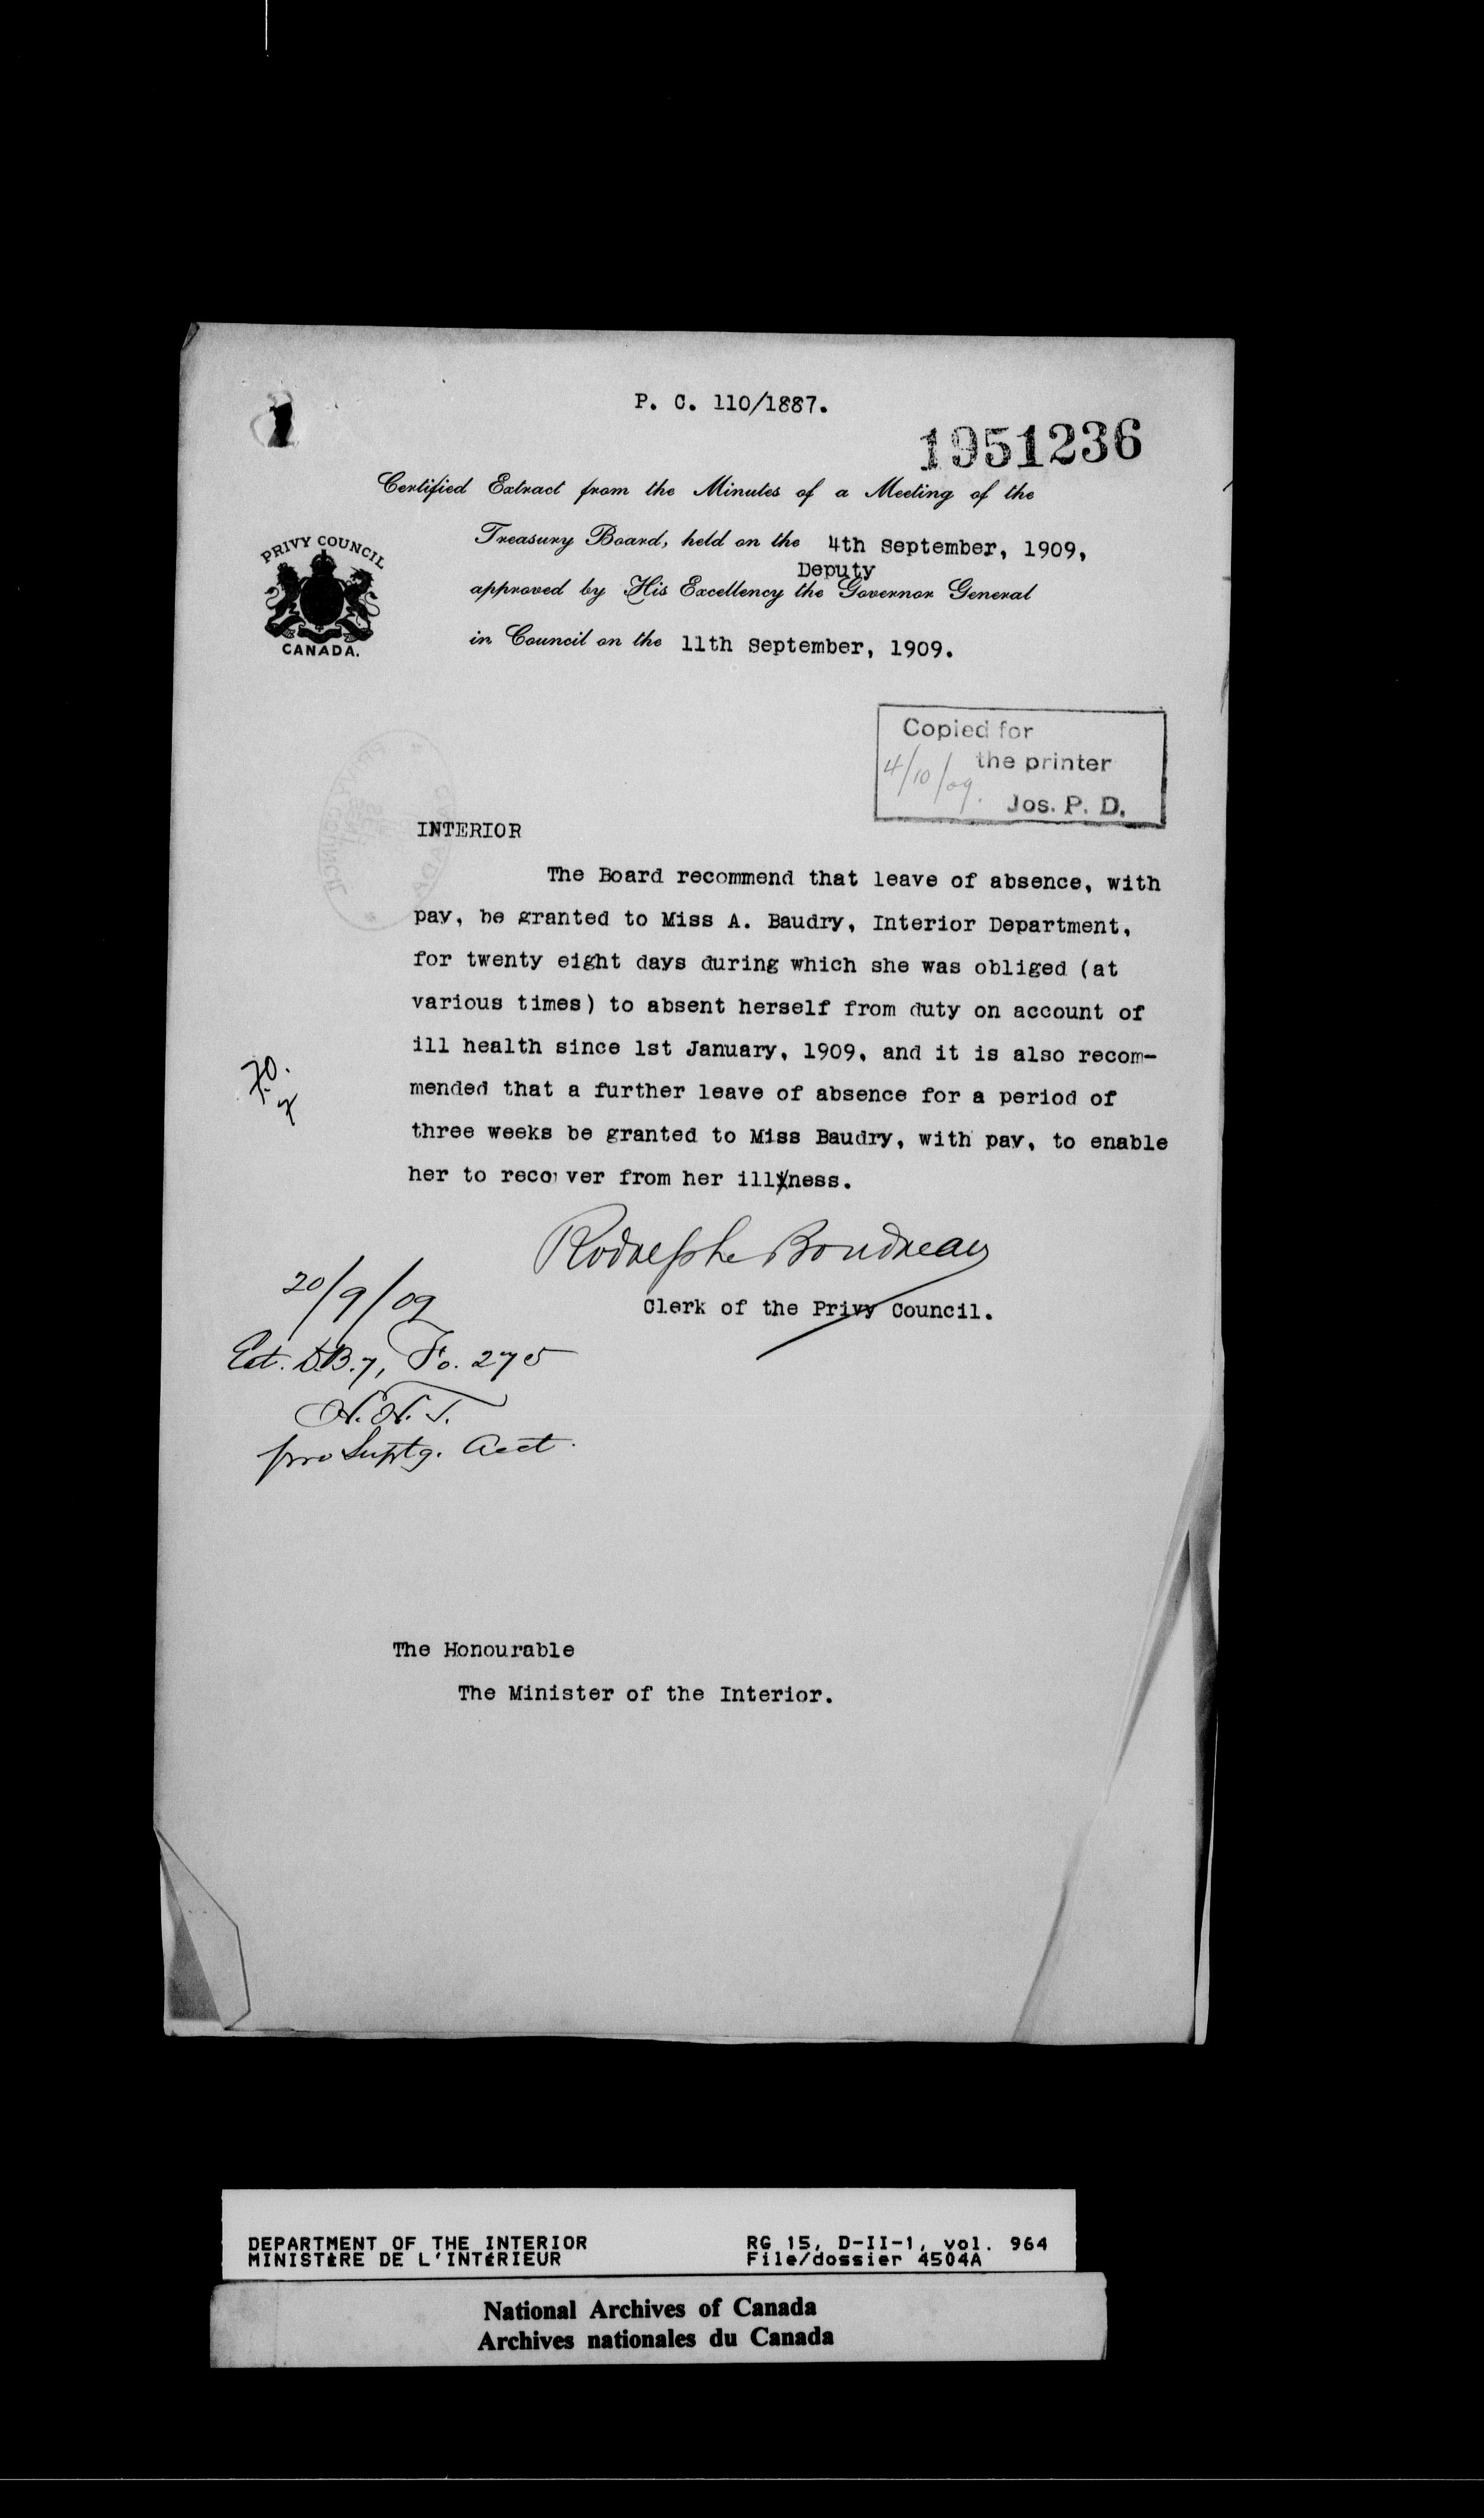 P. C. 110/1887.
1951236
Certified Extract from the Minutes of a Meeting of the
Treasury Board, held on the 4th September, 1909,
Deputy
approved by His Excellency the Governor General
in Council on the 11th September, 1909.
PRIVY COUNCIL
CANADA.
Copied for
the printer
4/10/09.
Jos. P. D.
INTERIOR
The Board recommend that leave of absence, with
pay, be granted to Miss A. Baudry, Interior Department,
for twenty eight days during which she was obliged (at
various times) to absent herself from duty on account of
ill health since 1st January, 1909, and it is also recom-
mended that a further leave of absence for a period of
three weeks be granted to Miss Baudry, with pay, to enable
her to recover from her illness.
Rodolphe Boudreau
Clerk of the Privy Council.
20/9/09
Ext. D.B.7, Fo. 275
H. H. T.
pro Suptg. Acct.
The Honourable
The Minister of the Interior.
DEPARTMENT OF THE INTERIOR
MINISTÈRE DE L'INTÉRIEUR
RG 15, D-II-1, vol. 964
File/dossier 4504A
National Archives of Canada
Archives nationales du Canada